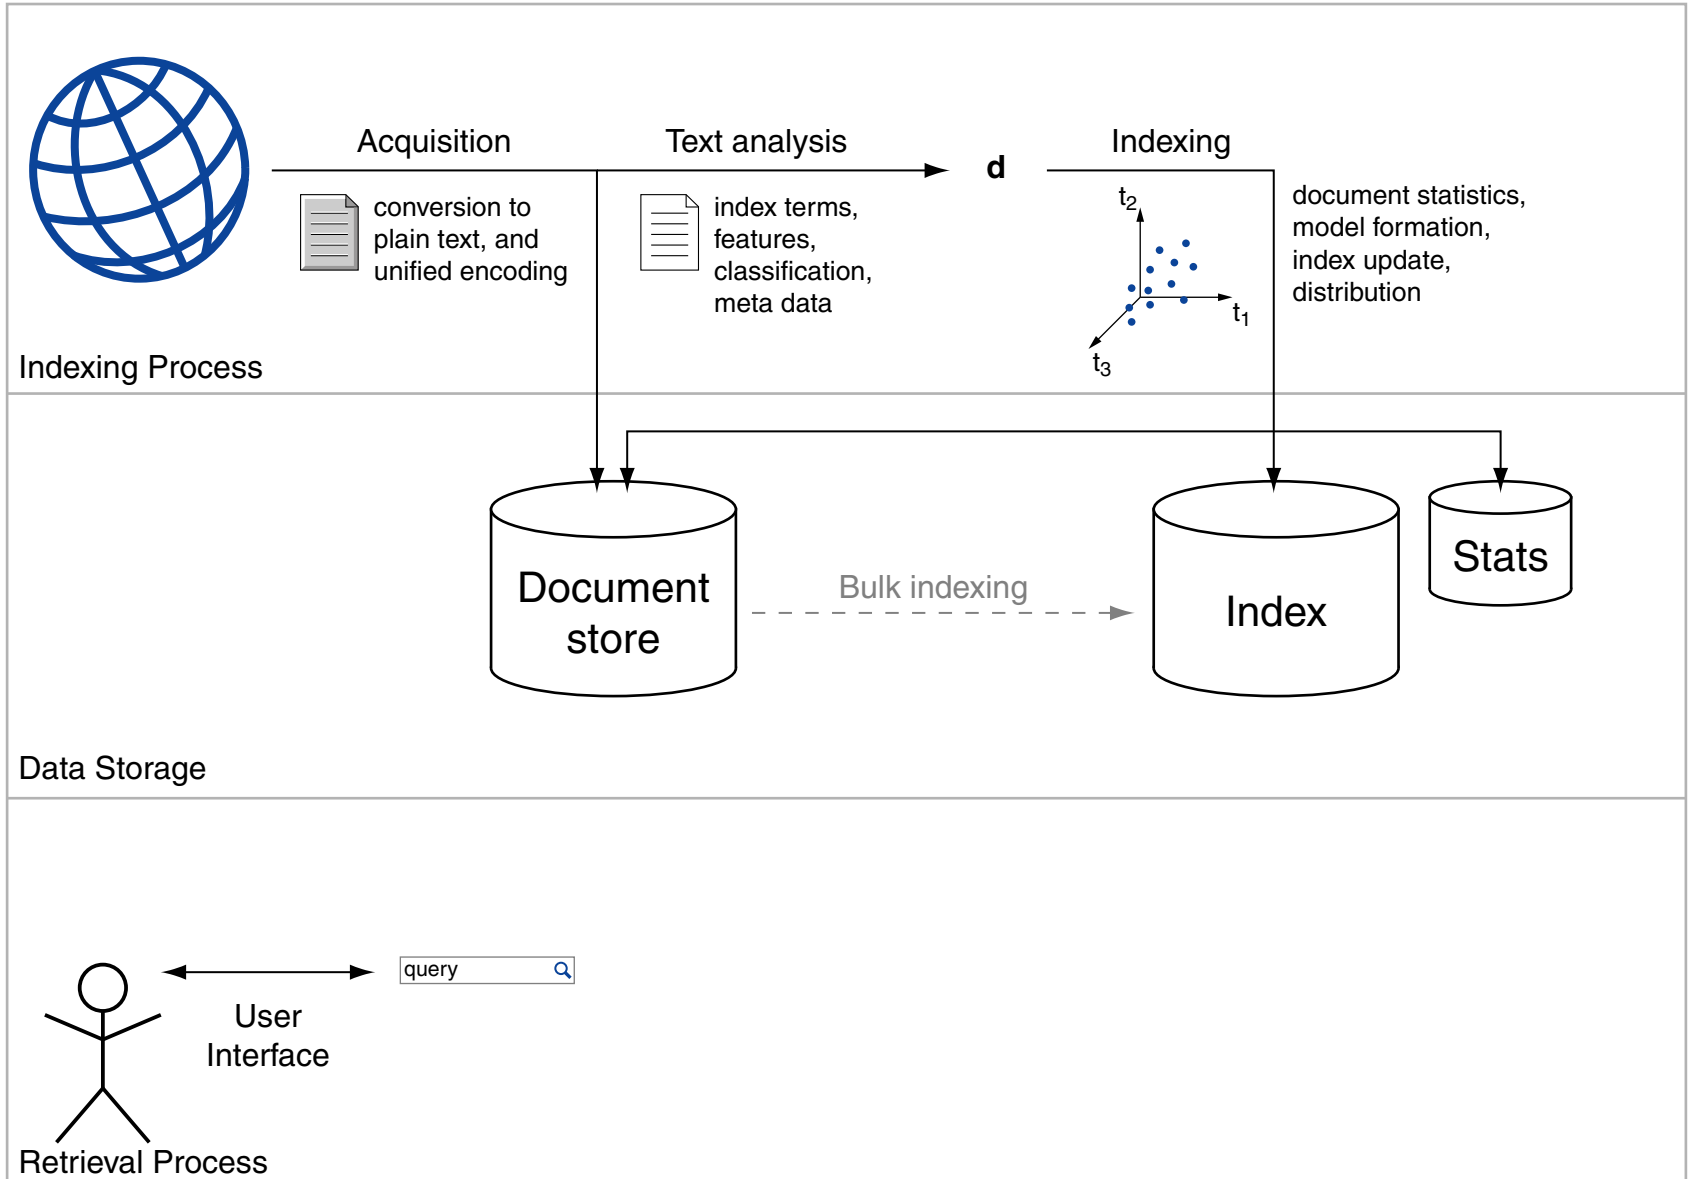 Acquisition
conversion to
plain text, and
unified encoding
Text analysis
index terms,
features,
classification,
meta data
d
Indexing
t2
t1
t3
document statistics,
model formation,
index update,
distribution
Indexing Process
Document
store
Bulk indexing
Index
Stats
Data Storage
query
User
Interface
Retrieval Process